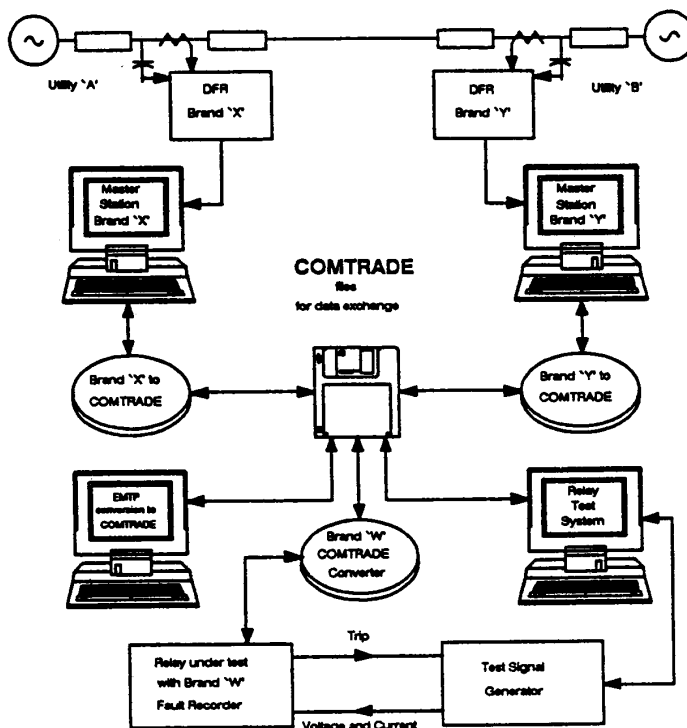 Utility `A'
DFR
Brand `X'
DFR
Brand `Y'
Utility `B'
Master
Station
Brand `X'
Master
Station
Brand `Y'
COMTRADE
files
for data exchange
Brand `X' to
COMTRADE
Brand `Y' to
COMTRADE
EMTP
conversion to
COMTRADE
Relay
Test
System
Brand `W'
COMTRADE
Converter
Trip
Relay under test
with Brand `W'
Fault Recorder
Test Signal
Generator
Voltage and Current